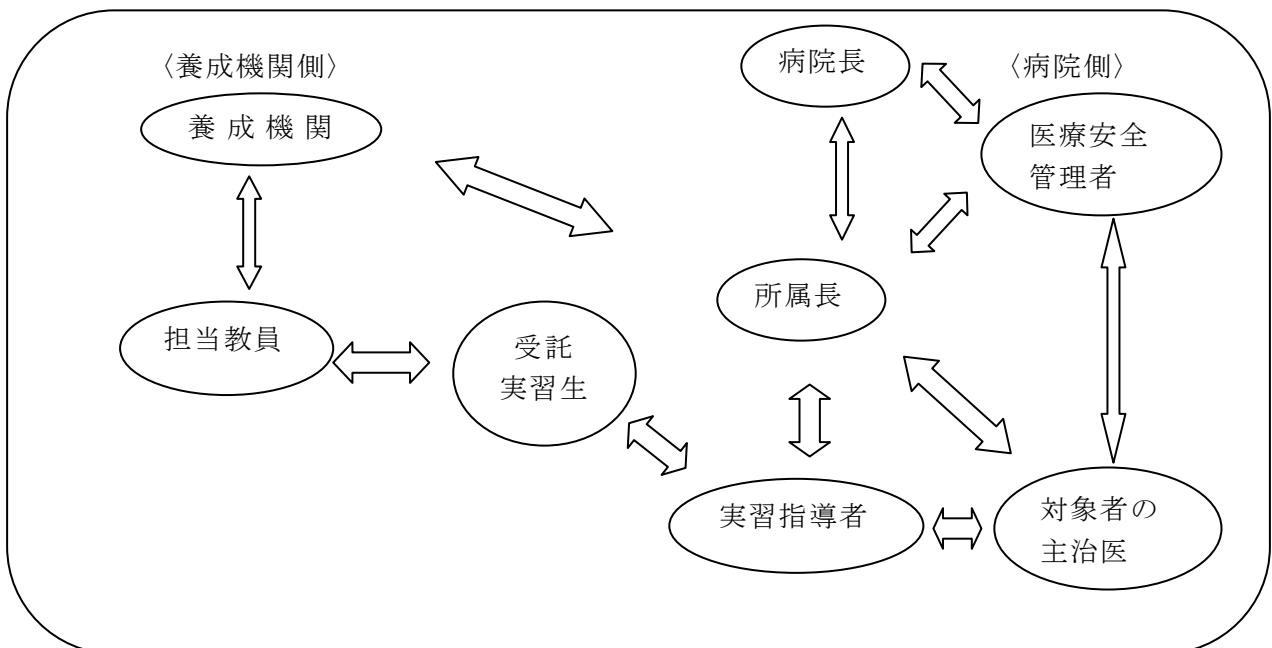 〈養成機関側〉
養成機関
担当教員
受託
実習生
病院長
〈病院側〉
医療安全
管理者
所属長
実習指導者
対象者の
主治医